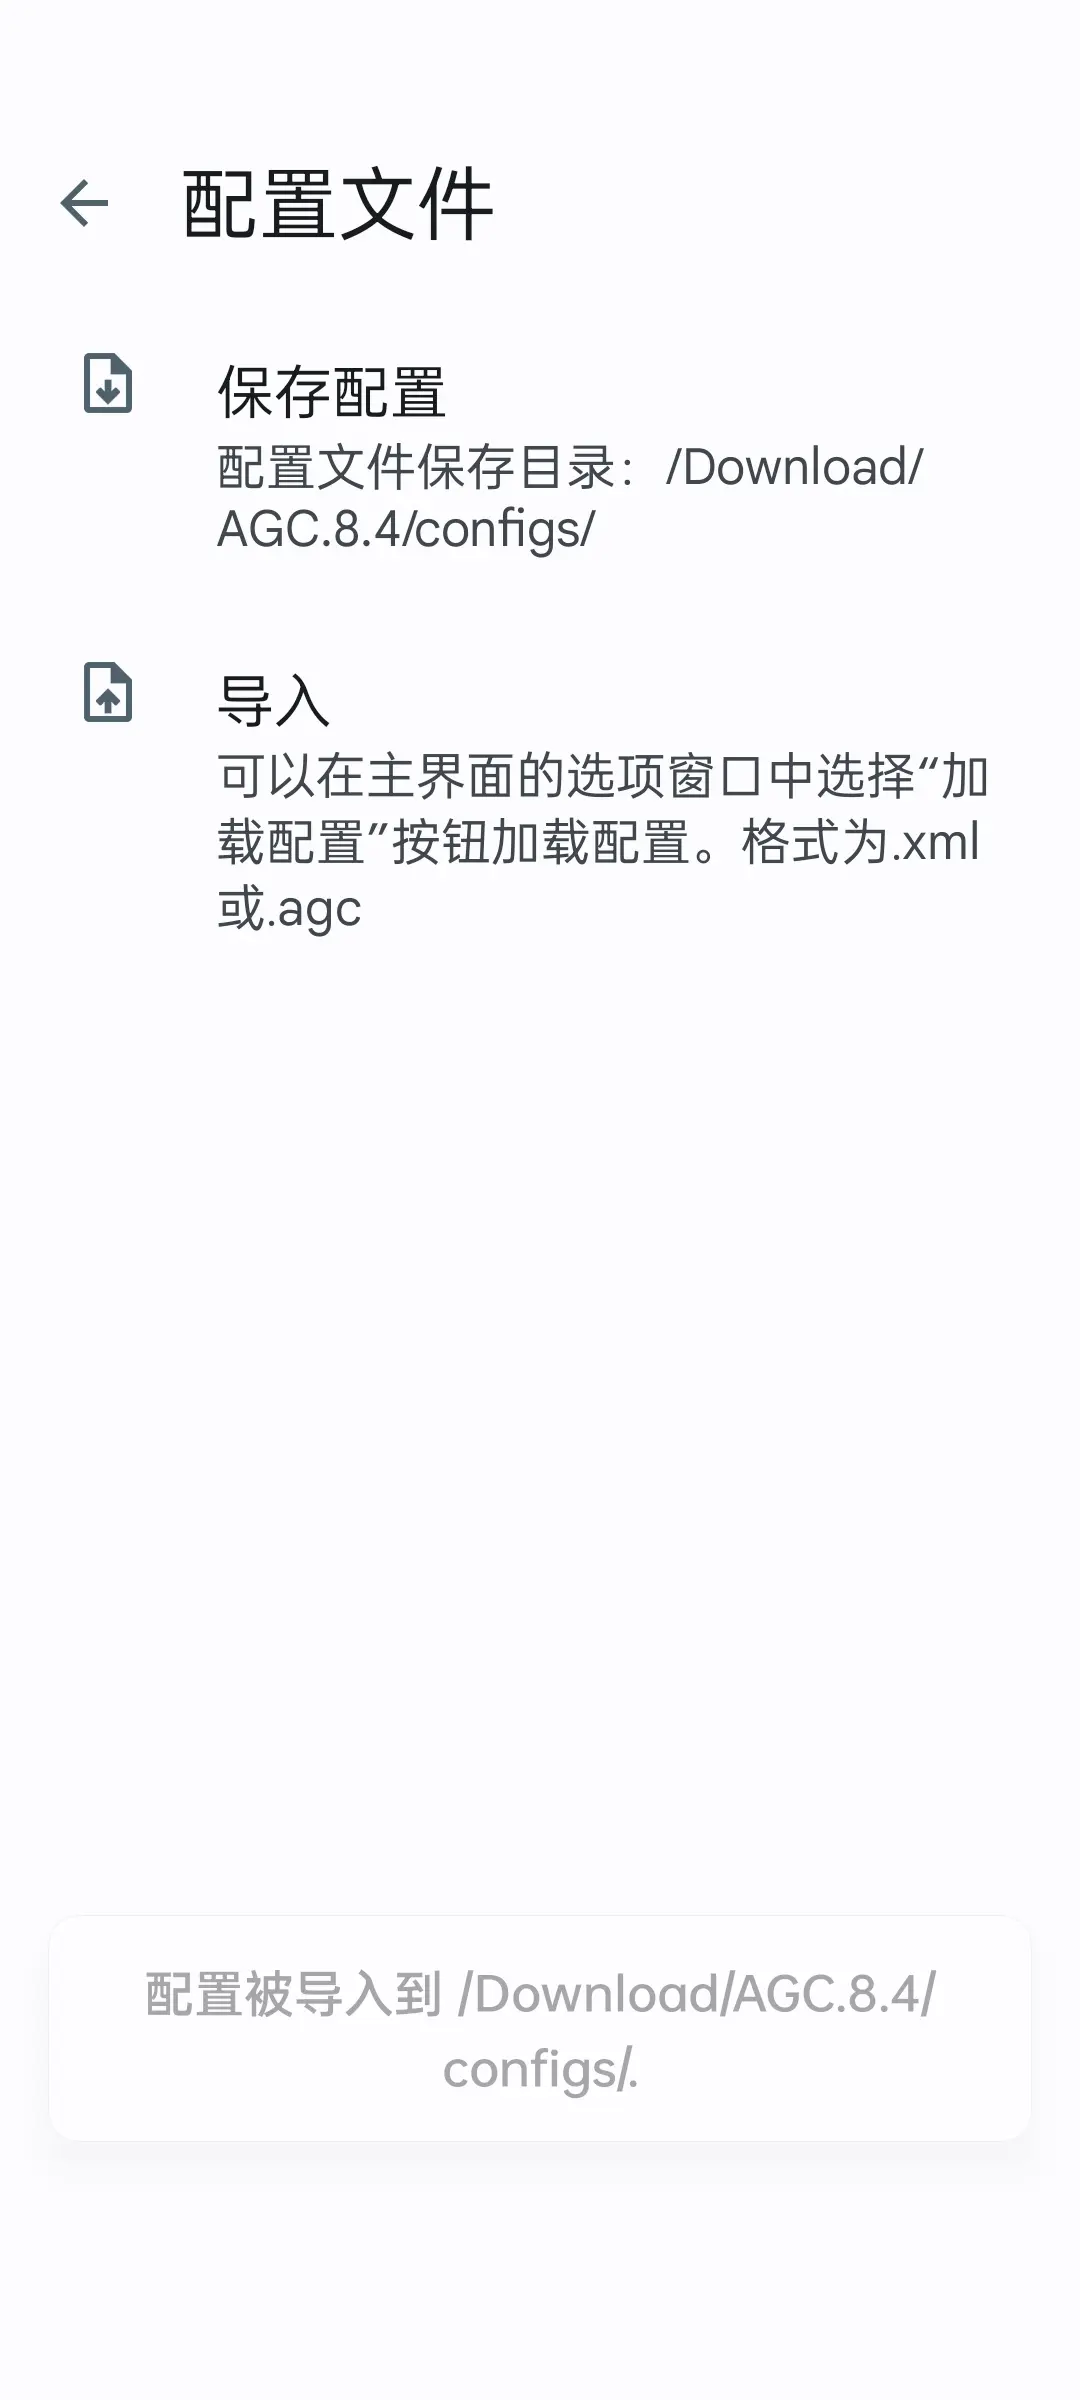 配置文件
保存配置
配置文件保存目录：/Download/
AGC.8.4/configs/
导入
可以在主界面的选项窗口中选择“加
载配置”按钮加载配置。格式为.xml
或.agc
配置被导入到 /Download/AGC.8.4/
configs/.